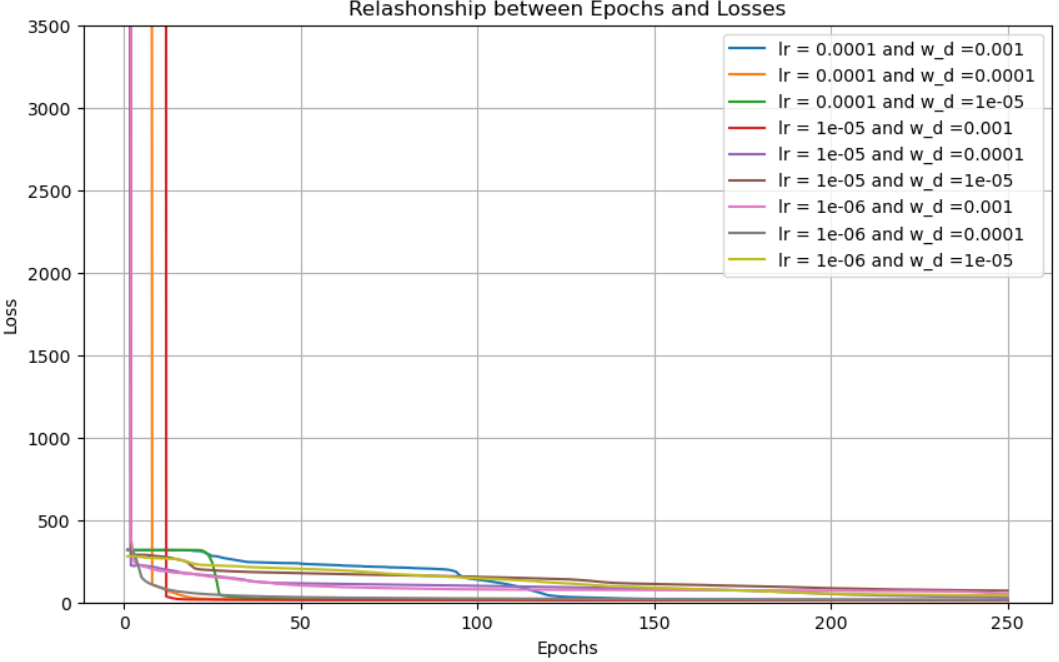 Relashonship between Epochs and Losses
3500
3000
2500
2000
1500
1000
500
0
Loss
lr = 0.0001 and w_d =0.001
lr = 0.0001 and w_d =0.0001
lr = 0.0001 and w_d =1e-05
lr = 1e-05 and w_d =0.001
lr = 1e-05 and w_d =0.0001
lr = 1e-05 and w_d =1e-05
lr = 1e-06 and w_d =0.001
lr = 1e-06 and w_d =0.0001
lr = 1e-06 and w_d =1e-05
0 50 100 150 200 250
Epochs